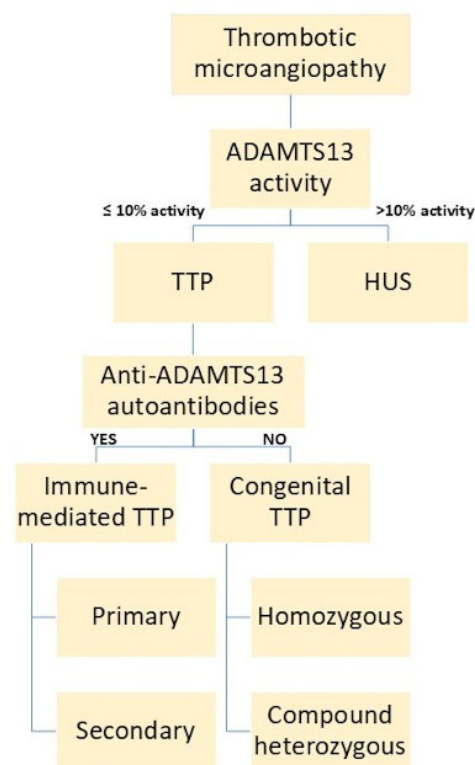 Thrombotic
microangiopathy
ADAMTS13
activity
≤ 10% activity
>10% activity
TTP
HUS
Anti-ADAMTS13
autoantibodies
YES
NO
Immune-
mediated TTP
Congenital
TTP
Primary
Homozygous
Secondary
Compound
heterozygous